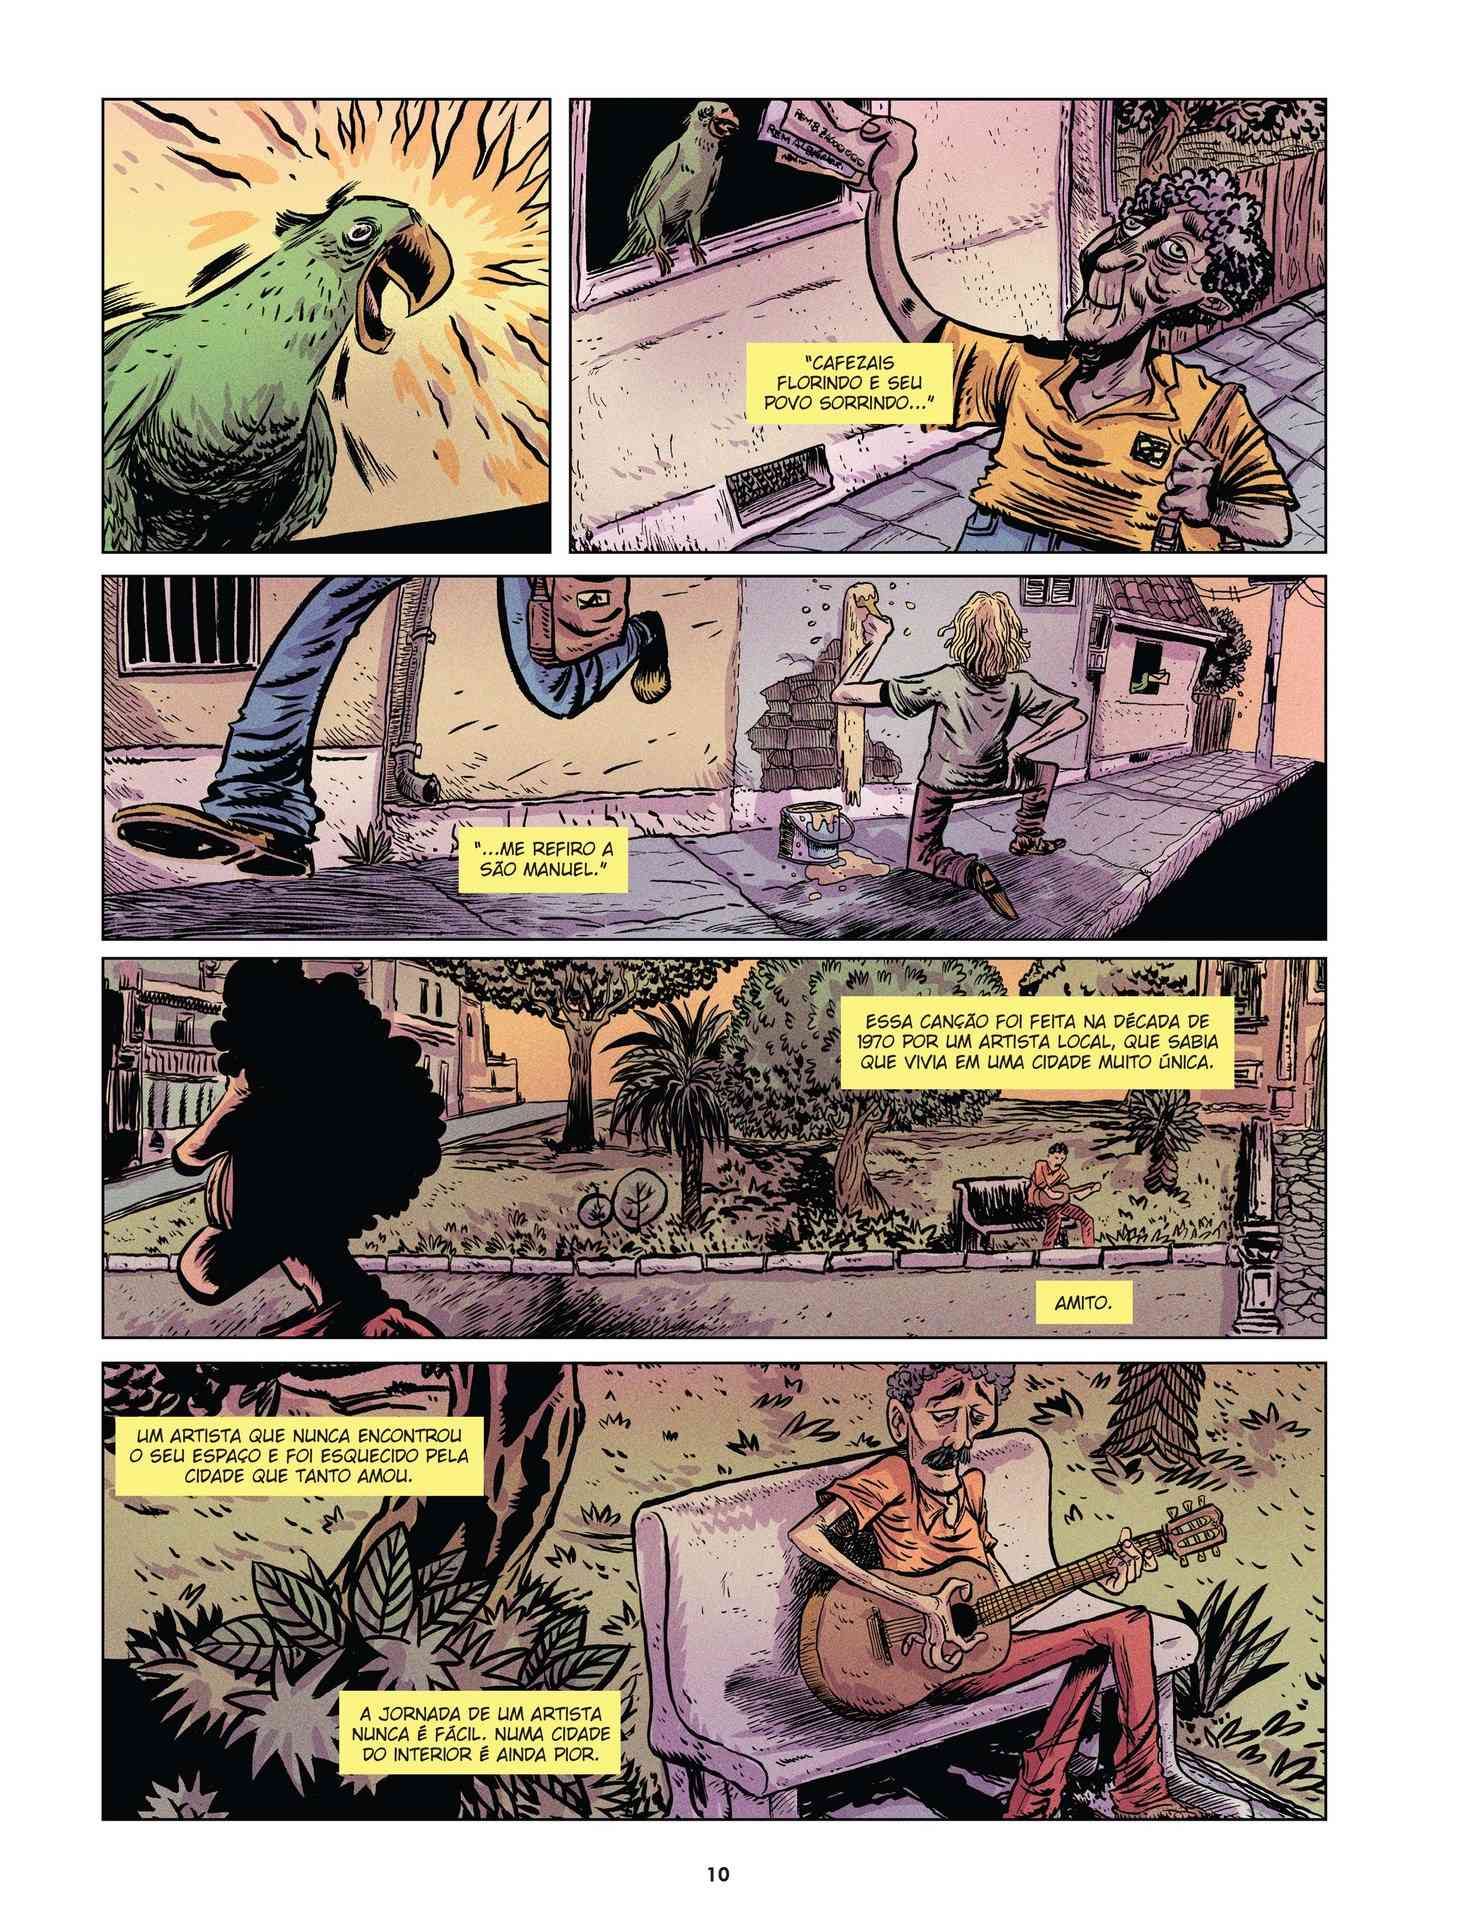 "CAFEZAIS
FLORINDO E SEU
POVO SORRINDO..."
"...ME REFIRO A
SÃO MANUEL."
ESSA CANÇÃO FOI FEITA NA DÉCADA DE
1970 POR UM ARTISTA LOCAL, QUE SABIA
QUE VIVIA EM UMA CIDADE MUITO ÚNICA.
AMITO.
UM ARTISTA QUE NUNCA ENCONTROU
O SEU ESPAÇO E FOI ESQUECIDO PELA
CIDADE QUE TANTO AMOU.
A JORNADA DE UM ARTISTA
NUNCA É FÁCIL. NUMA CIDADE
DO INTERIOR É AINDA PIOR.
10